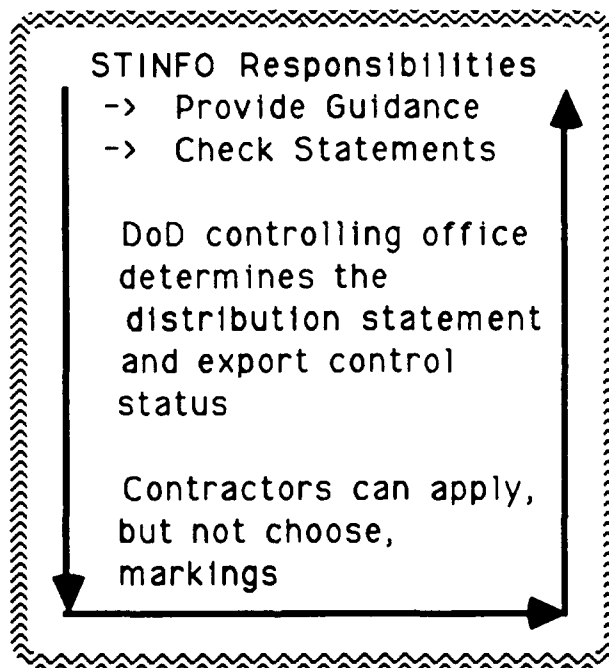 STINFO Responsibilities
-> Provide Guidance
-> Check Statements
DoD controlling office
determines the
distribution statement
and export control
status
Contractors can apply,
but not choose,
markings